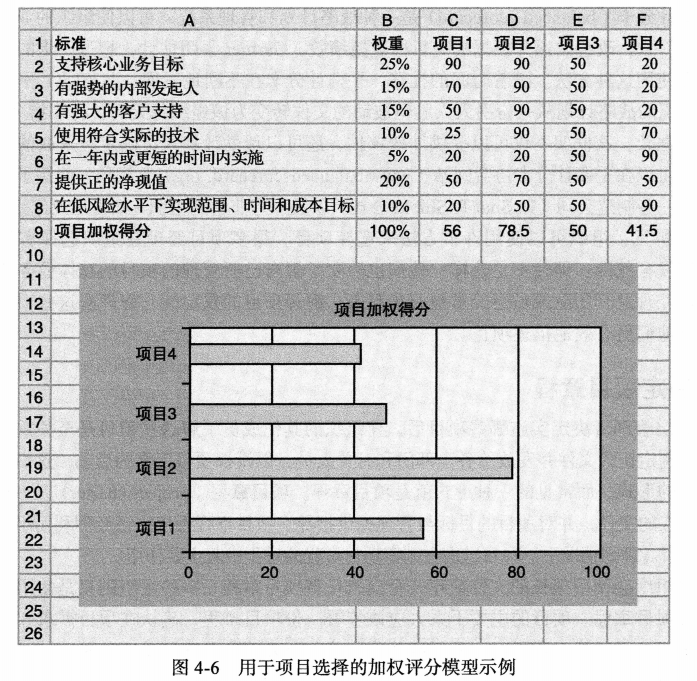 A B C D E F
1 标准 权重 项目1 项目2 项目3 项目4
2 支持核心业务目标 25% 90 90 50 20
3 有强势的内部发起人 15% 70 90 50 20
4 有强大的客户支持 15% 50 90 50 20
5 使用符合实际的技术 10% 25 90 50 70
6 在一年内或更短的时间内实施 5% 20 20 50 90
7 提供正的净现值 20% 50 70 50 50
8 在低风险水平下实现范围、时间和成本目标 10% 20 50 50 90
9 项目加权得分 100% 56 78.5 50 41.5
10
11
12
项目加权得分
13
14
项目4
15
16
17
项目3
18
19
项目2
20
21
项目1
22
23
0 20 40 60 80 100
24
25
26
图 4-6 用于项目选择的加权评分模型示例